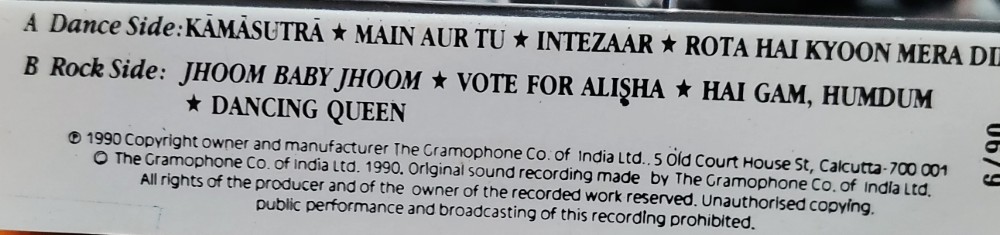 A Dance Side: KĀMĀSUTRĀ ★ MAIN AUR TU ★ INTEZAAR ★ ROTA HAI KYOON MERA
B Rock Side: JHOOM BABY JHOOM ★ VOTE FOR ALISHA ★ HAI GAM, HUMDUM
★ DANCING QUEEN
℗ 1990 Copyright owner and manufacturer The Gramophone Co. of India Ltd., 5 Old Court House St, Calcutta-700 001
© The Gramophone Co. of India Ltd. 1990. Original sound recording made by The Gramophone Co. of India Ltd.
All rights of the producer and of the owner of the recorded work reserved. Unauthorised copying,
public performance and broadcasting of this recording prohibited.